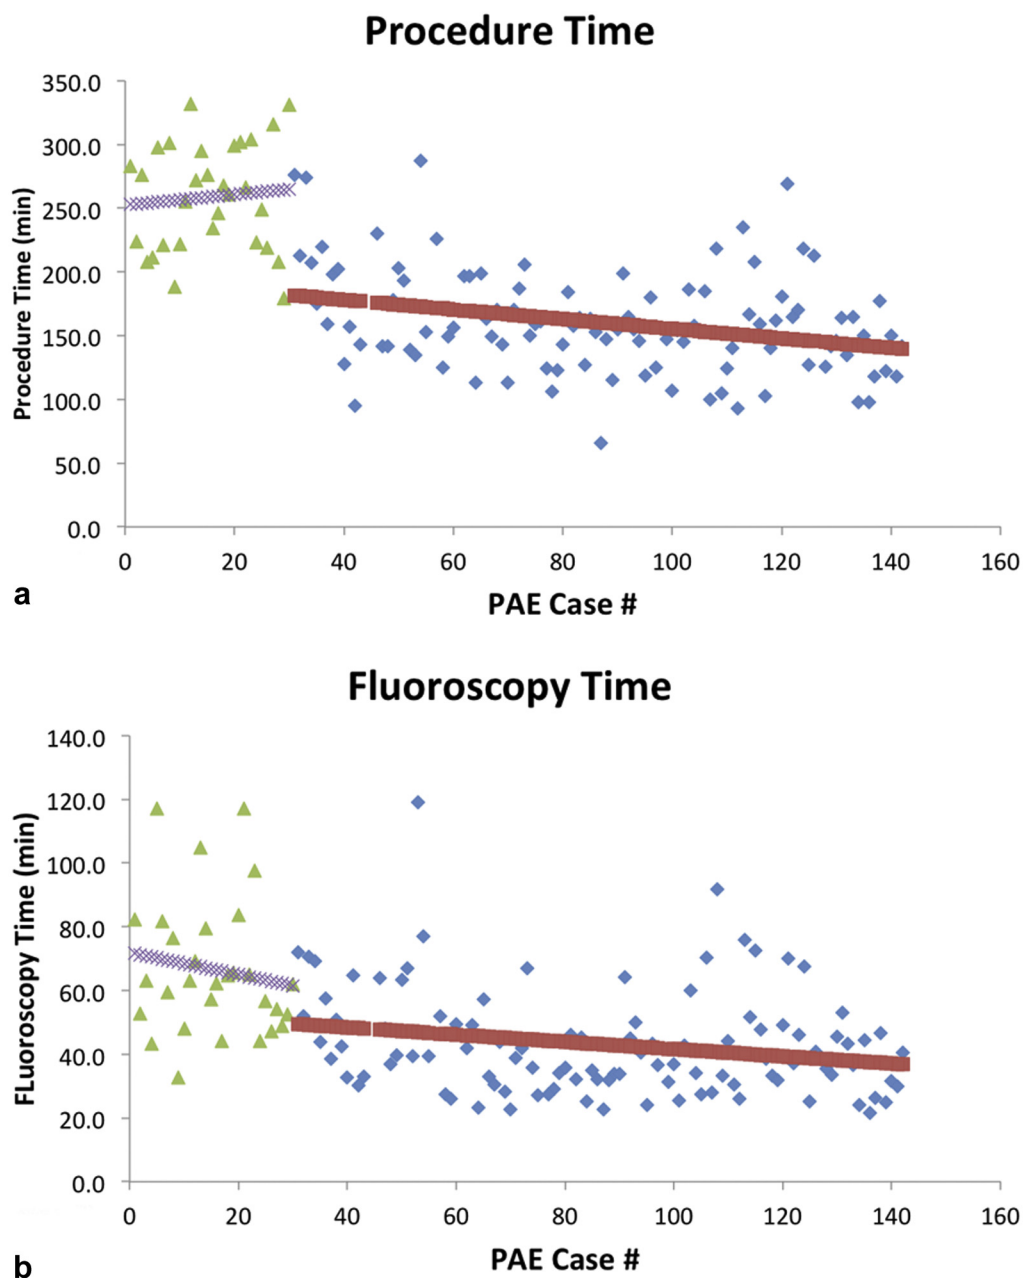 Procedure Time
Procedure Time (min)
350.0
300.0
250.0
200.0
150.0
100.0
50.0
0.0
0 20 40 60 80 100 120 140 160
PAE Case #
a
Fluoroscopy Time
FLuoroscopy Time (min)
140.0
120.0
100.0
80.0
60.0
40.0
20.0
0.0
0 20 40 60 80 100 120 140 160
PAE Case #
b